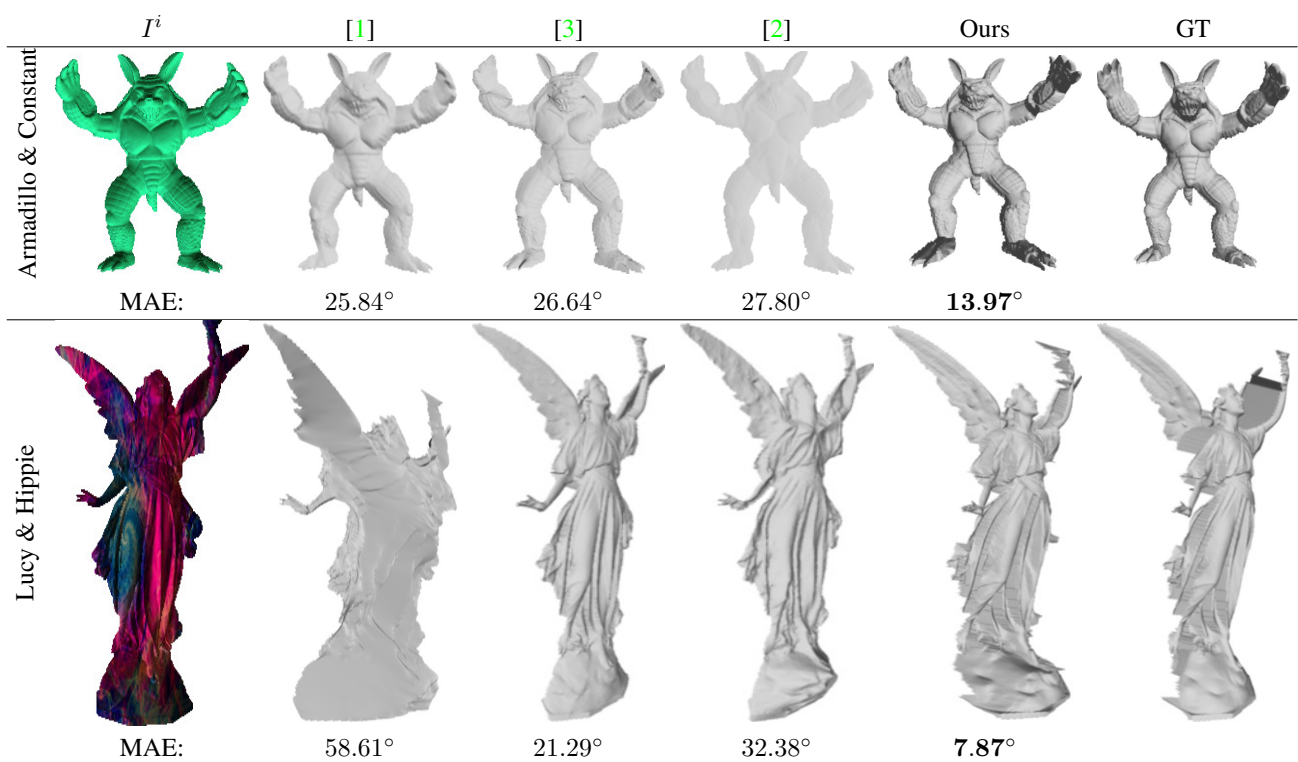 I^i [1] [3] [2] Ours GT
Armadillo & Constant
MAE: 25.84° 26.64° 27.80° 13.97°
Lucy & Hippie
MAE: 58.61° 21.29° 32.38° 7.87°